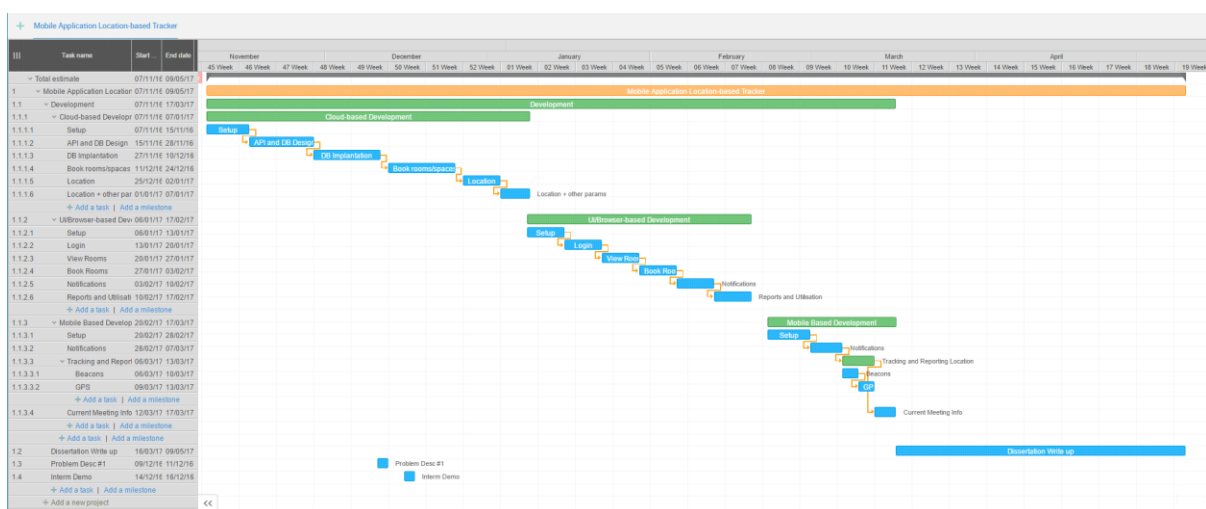 Mobile Application Location-based Tracker
Task name Start ... End date
November December January February March April
45 Week 46 Week 47 Week 48 Week 49 Week 50 Week 51 Week 52 Week 01 Week 02 Week 03 Week 04 Week 05 Week 06 Week 07 Week 08 Week 09 Week 10 Week 11 Week 12 Week 13 Week 14 Week 15 Week 16 Week 17 Week 18 Week 19 Week
Total estimate 07/11/16 09/05/17
1 Mobile Application Location 07/11/16 09/05/17 Mobile Application Location-based Tracker
1.1 Development 07/11/16 17/03/17 Development
1.1.1 Cloud-based Developr 07/11/16 07/01/17 Cloud-based Development
1.1.1.1 Setup 07/11/16 15/11/16 Setup
1.1.1.2 API and DB Design 15/11/16 28/11/16 API and DB Design
1.1.1.3 DB Implantation 27/11/16 10/12/16 DB Implantation
1.1.1.4 Book rooms/spaces 11/12/16 24/12/16 Book rooms/spaces
1.1.1.5 Location 25/12/16 02/01/17 Location
1.1.1.6 Location + other par 01/01/17 07/01/17 Location + other params
+ Add a task | Add a milestone
1.1.2 UI/Browser-based Dev 06/01/17 17/02/17 UI/Browser-based Development
1.1.2.1 Setup 06/01/17 13/01/17 Setup
1.1.2.2 Login 13/01/17 20/01/17 Login
1.1.2.3 View Rooms 20/01/17 27/01/17 View Roo
1.1.2.4 Book Rooms 27/01/17 03/02/17 Book Roo
1.1.2.5 Notifications 03/02/17 10/02/17 Notifications
1.1.2.6 Reports and Utilisati 10/02/17 17/02/17 Reports and Utilisation
+ Add a task | Add a milestone
1.1.3 Mobile Based Develop 20/02/17 17/03/17 Mobile Based Development
1.1.3.1 Setup 20/02/17 28/02/17 Setup
1.1.3.2 Notifications 28/02/17 07/03/17 Notifications
1.1.3.3 Tracking and Report 06/03/17 13/03/17 Tracking and Reporting Location
1.1.3.3.1 Beacons 06/03/17 10/03/17 Beacons
1.1.3.3.2 GPS 09/03/17 13/03/17 GP
+ Add a task | Add a milestone
1.1.3.4 Current Meeting Info 12/03/17 17/03/17 Current Meeting Info
+ Add a task | Add a milestone
+ Add a task | Add a milestone
1.2 Dissertation Write up 16/03/17 09/05/17 Dissertation Write up
1.3 Problem Desc #1 09/12/16 11/12/16 Problem Desc #1
1.4 Interm Demo 14/12/16 16/12/16 Interm Demo
+ Add a task | Add a milestone
+ Add a new project